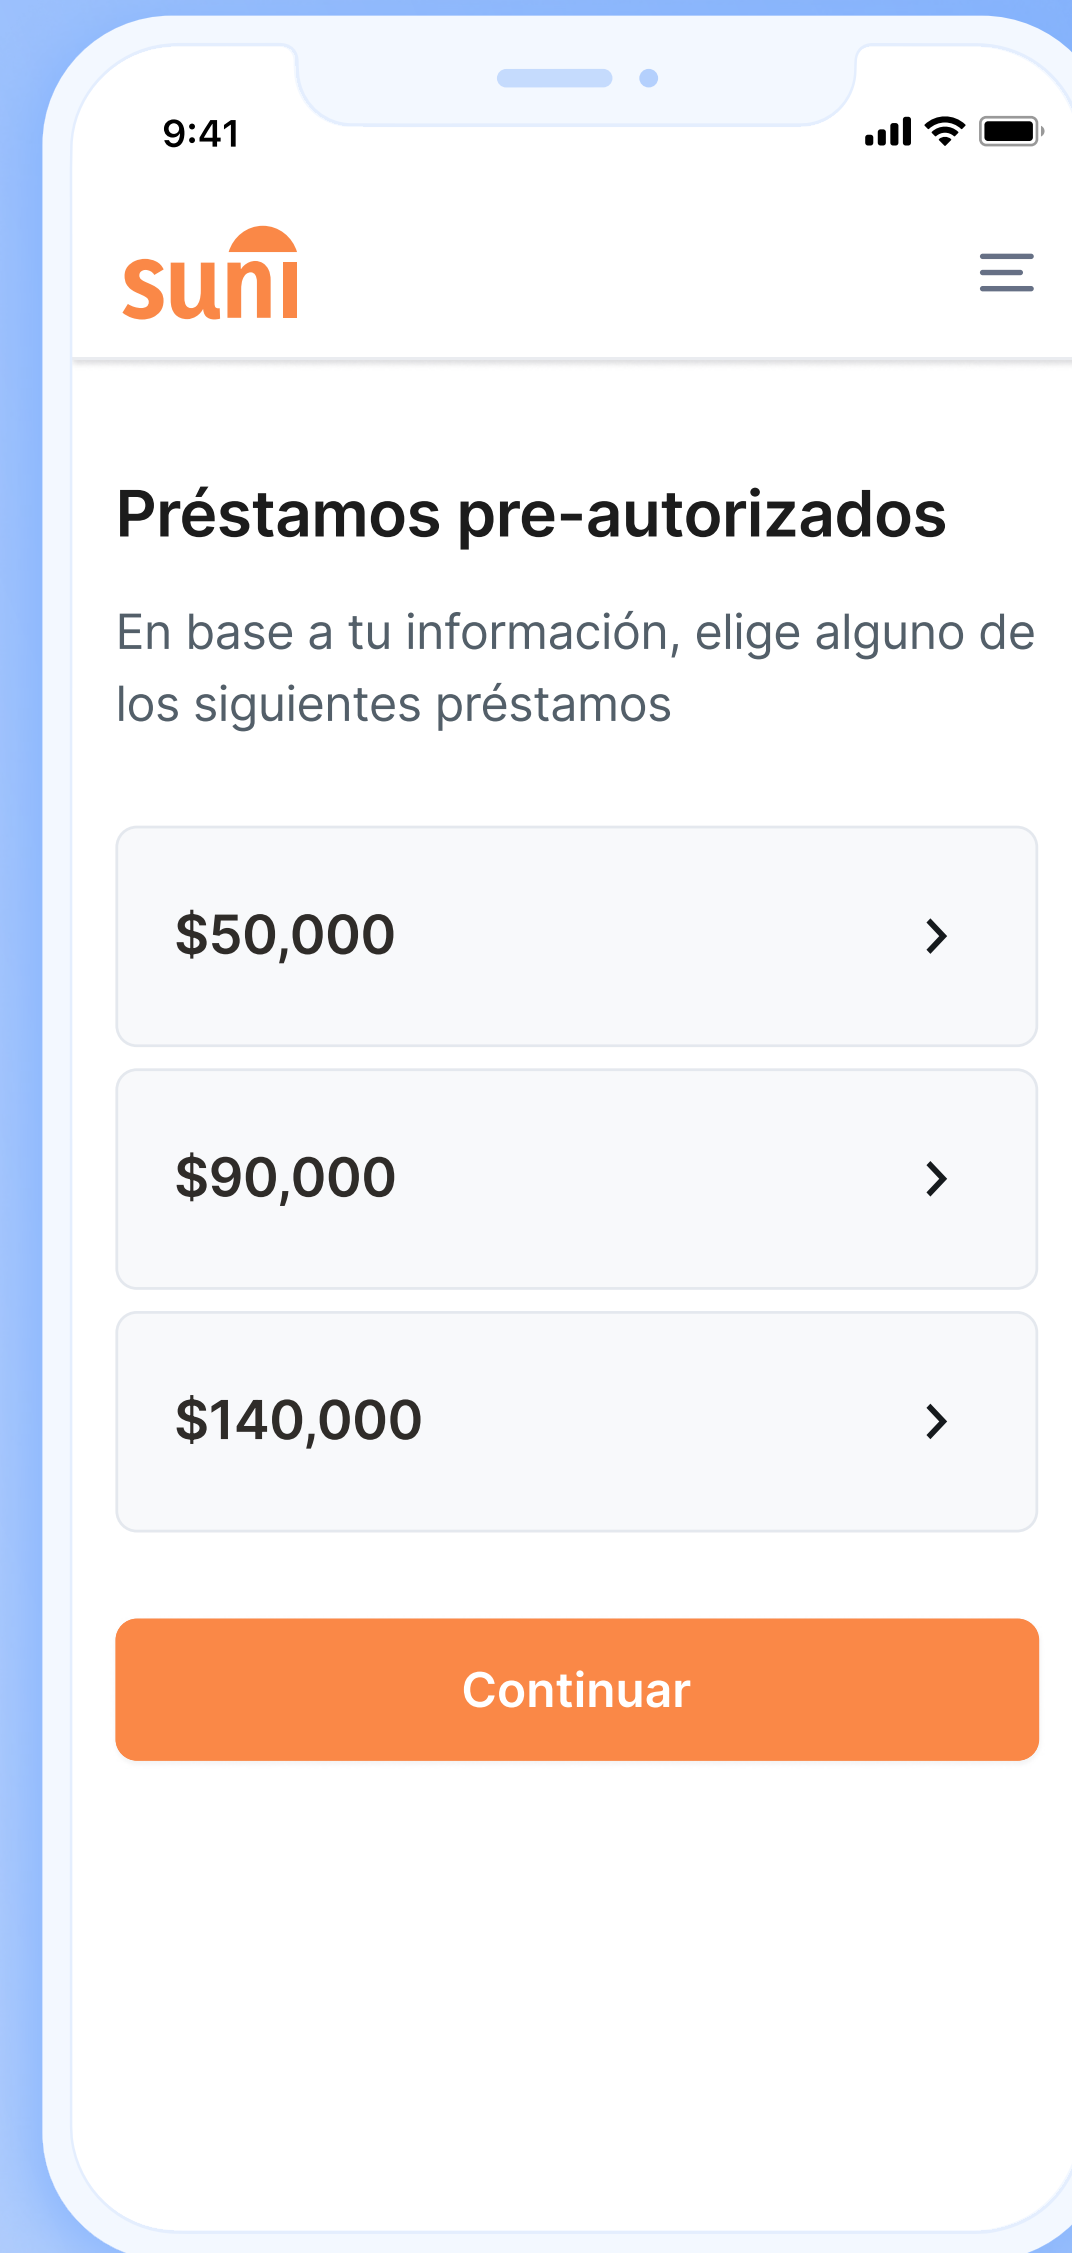 9:41
suni
Préstamos pre-autorizados
En base a tu información, elige alguno de
los siguientes préstamos
$50,000
$90,000
$140,000
Continuar